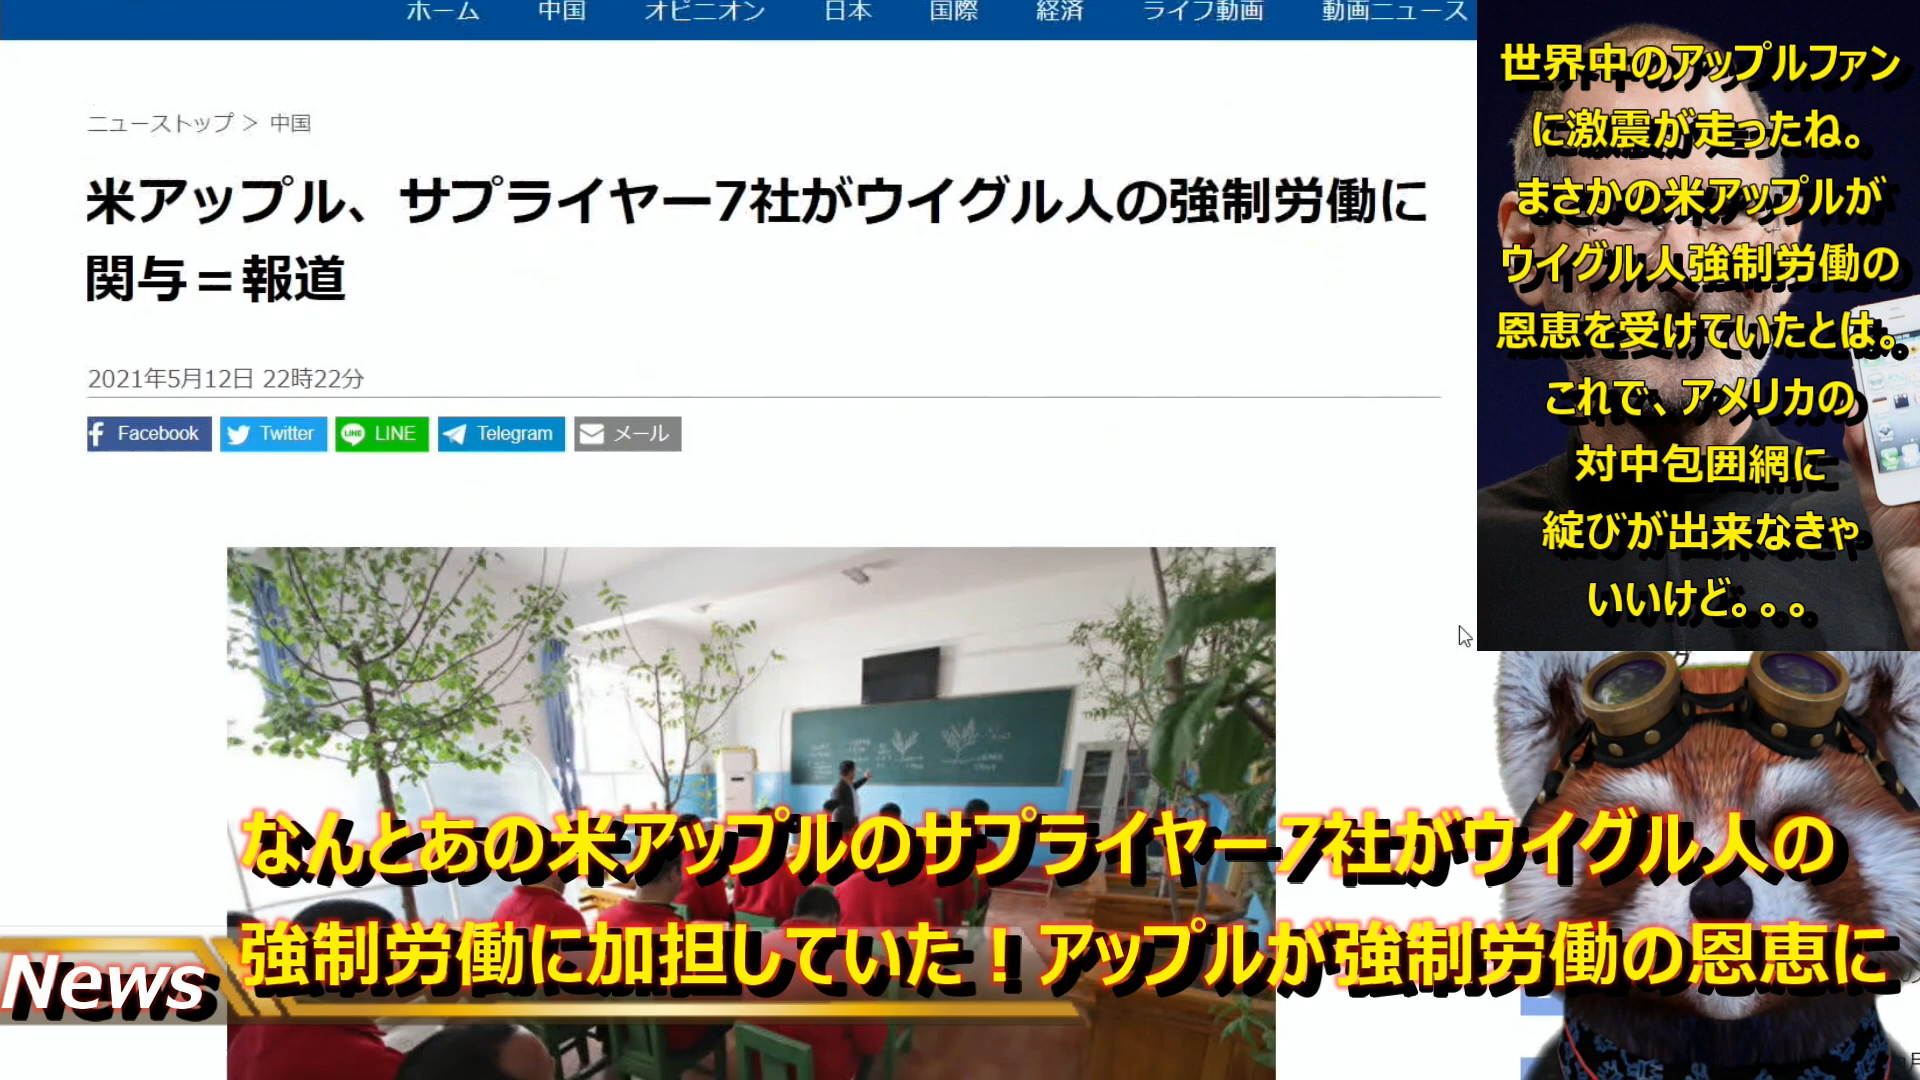 ホーム 中国 オピニオン 日本 国際 経済 ライフ動画 動画ニュース
ニューストップ ＞ 中国
米アップル、サプライヤー7社がウイグル人の強制労働に
関与＝報道
2021年5月12日 22時22分
Facebook Twitter LINE Telegram メール
世界中のアップルファン
に激震が走ったね。
まさかの米アップルが
ウイグル人強制労働の
恩恵を受けていたとは。
これで、アメリカの
対中包囲網に
綻びが出来なきゃ
いいけど。。。
なんとあの米アップルのサプライヤー7社がウイグル人の
強制労働に加担していた！アップルが強制労働の恩恵に
News